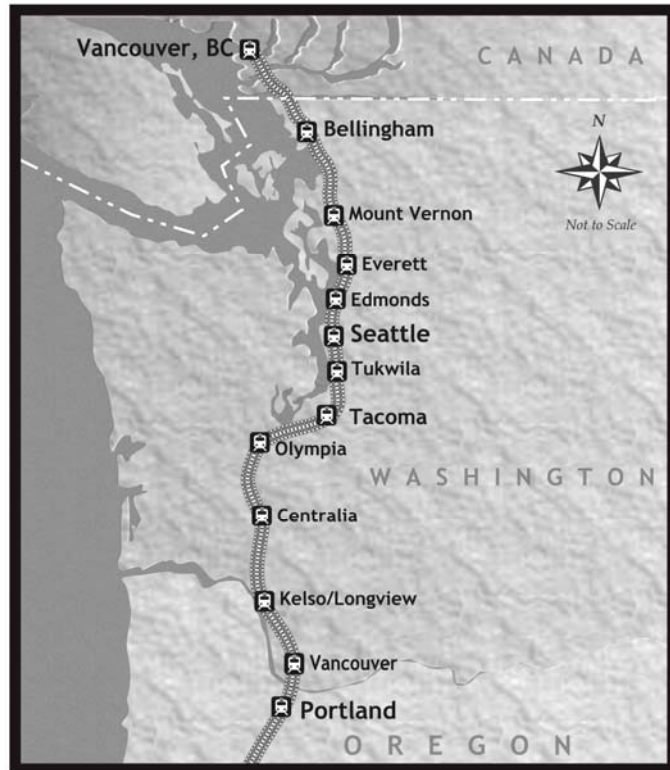 Vancouver, BC
CANADA
Bellingham
N
Not to Scale
Mount Vernon
Everett
Edmonds
Seattle
Tukwila
Tacoma
Olympia
WASHINGTON
Centralia
Kelso/Longview
Vancouver
Portland
OREGON